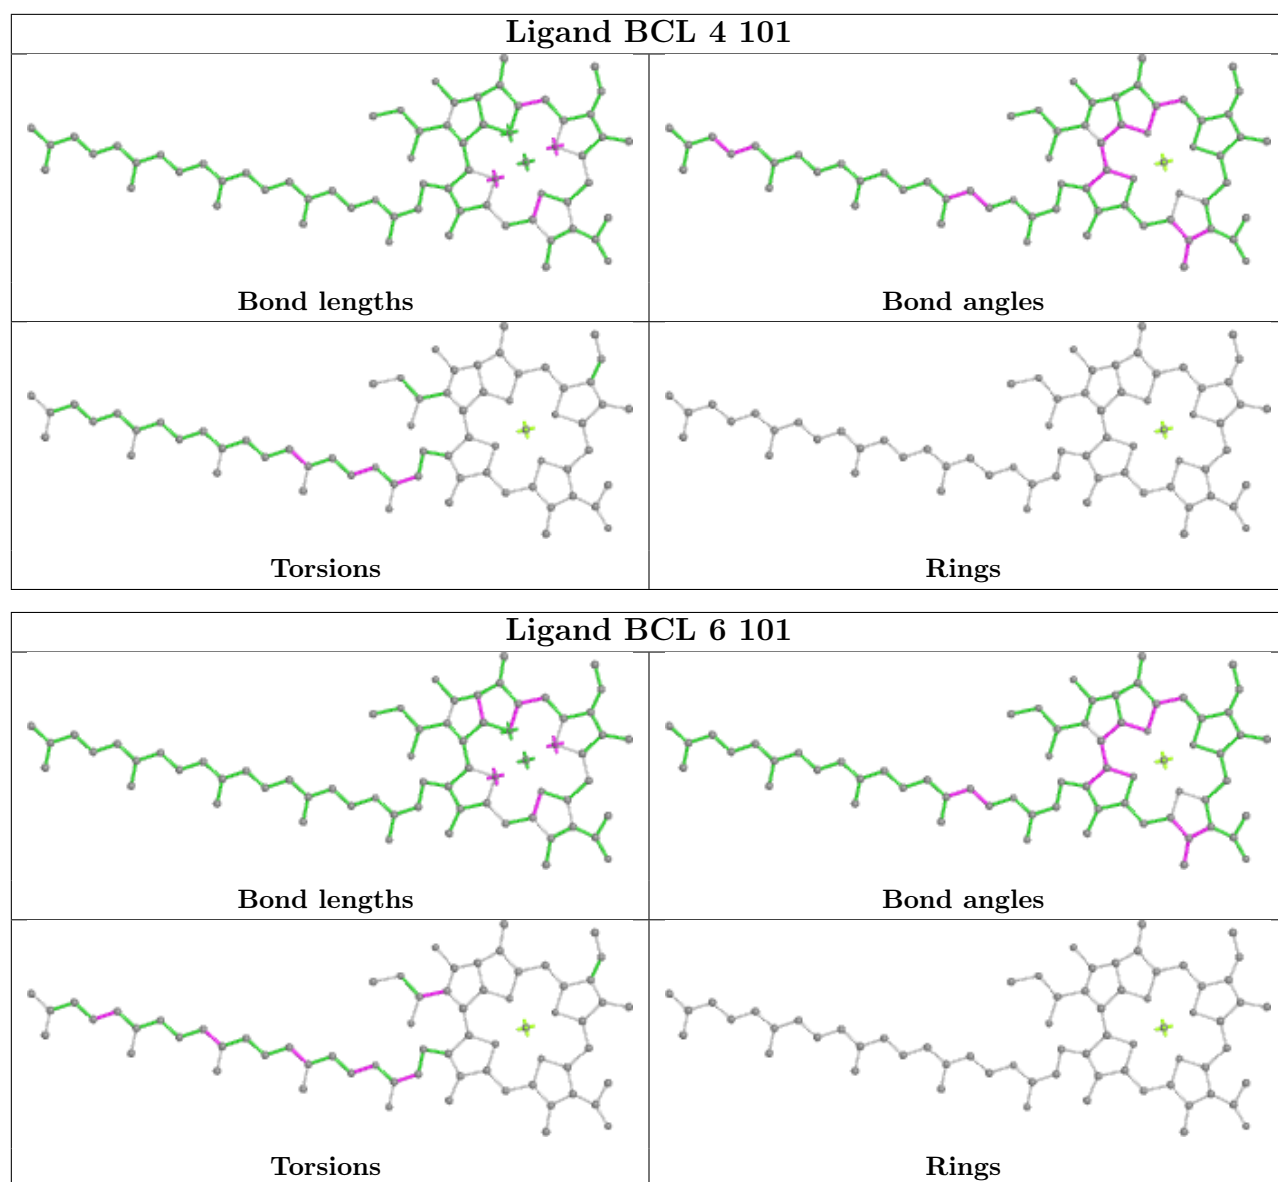 Ligand BCL 4 101
Bond lengths
Bond angles
Torsions
Rings
Ligand BCL 6 101
Bond lengths
Bond angles
Torsions
Rings